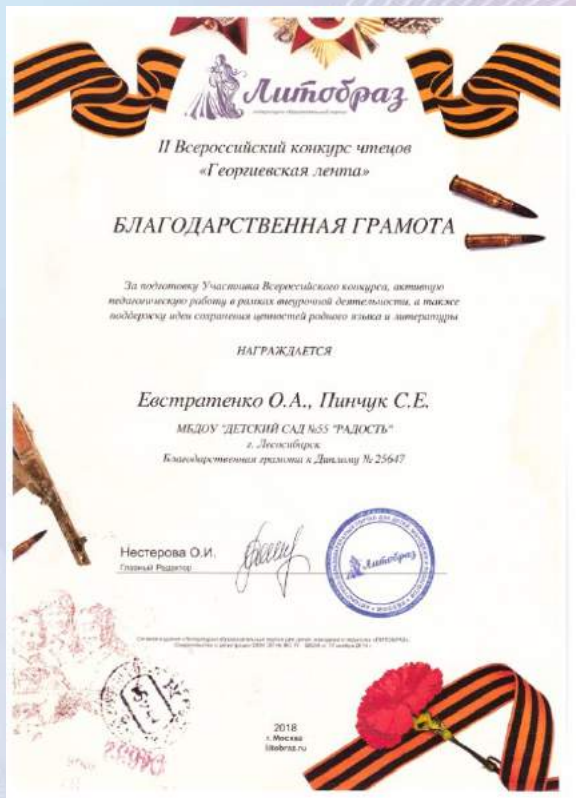 Литобраз
II Всероссийский конкурс чтецов
«Георгиевская лента»
БЛАГОДАРСТВЕННАЯ ГРАМОТА
За подготовку Участника Всероссийского конкурса, активную
педагогическую работу в рамках внеурочной деятельности, а также
поддержку идеи сохранения ценностей родного языка и литературы
НАГРАЖДАЕТСЯ
Евстратенко О.А., Пинчук С.Е.
МБДОУ "ДЕТСКИЙ САД №55 "РАДОСТЬ"
г. Лесосибирск
Благодарственная грамота к Диплому № 25647
Нестерова О.И.
Главный Редактор
Литобраз
2018
г. Москва
litobraz.ru